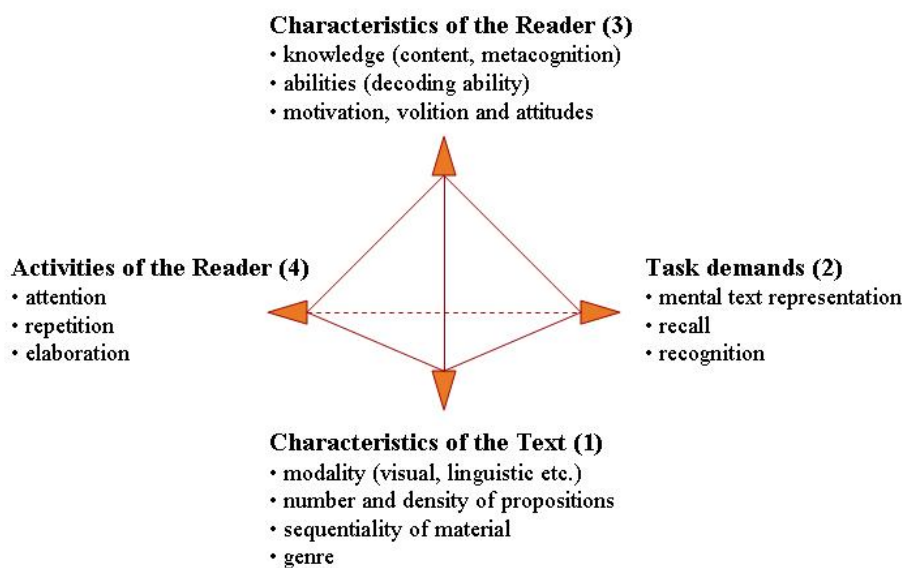 Characteristics of the Reader (3)
• knowledge (content, metacognition)
• abilities (decoding ability)
• motivation, volition and attitudes
Activities of the Reader (4)
• attention
• repetition
• elaboration
Task demands (2)
• mental text representation
• recall
• recognition
Characteristics of the Text (1)
• modality (visual, linguistic etc.)
• number and density of propositions
• sequentiality of material
• genre